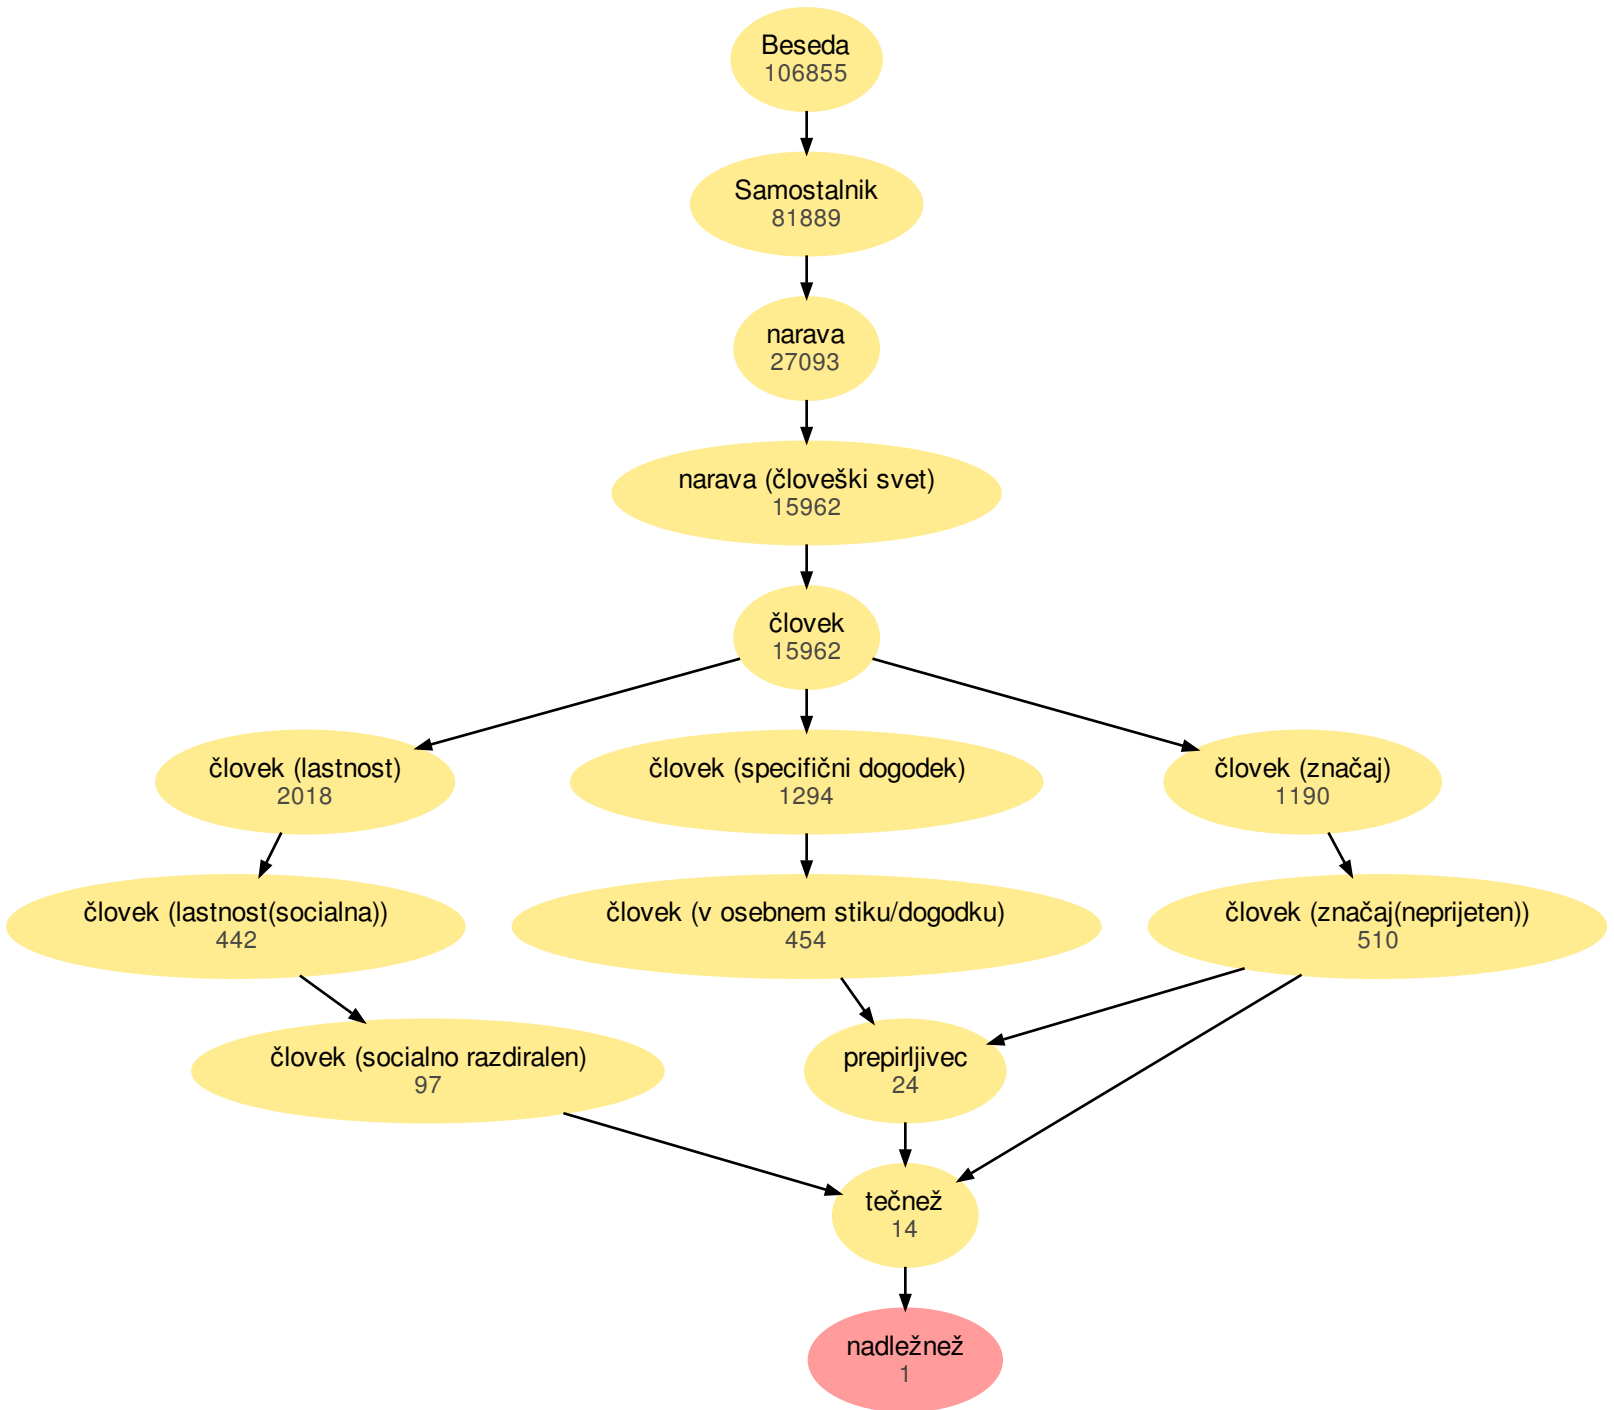 Beseda
106855
Samostalnik
81889
narava
27093
narava (človeški svet)
15962
človek
15962
človek (lastnost)
2018
človek (specifični dogodek)
1294
človek (značaj)
1190
človek (lastnost(socialna))
442
človek (v osebnem stiku/dogodku)
454
človek (značaj(neprijeten))
510
človek (socialno razdiralen)
97
prepirljivec
24
tečnež
14
nadležnež
1